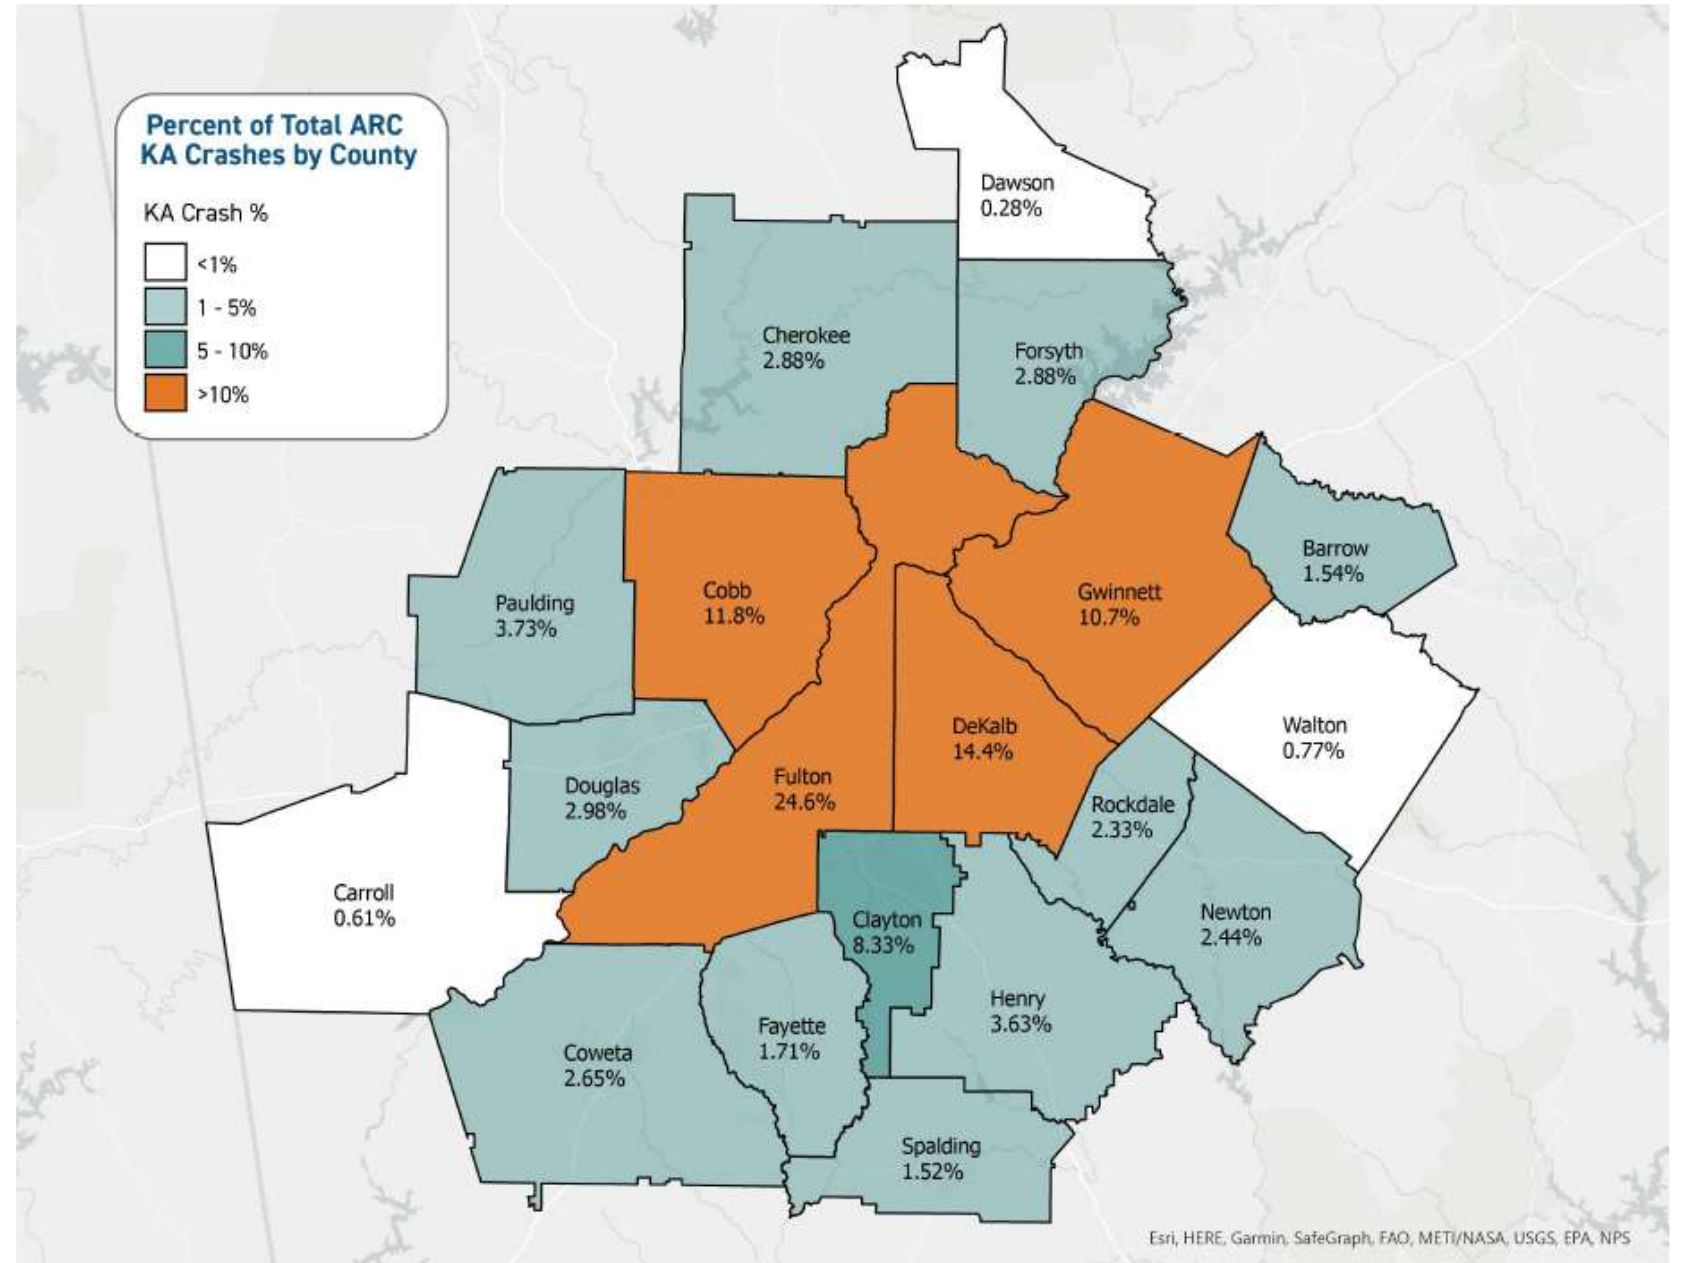 Percent of Total ARC
KA Crashes by County
KA Crash %
<1%
1 - 5%
5 - 10%
>10%
Dawson
0.28%
Cherokee
2.88%
Forsyth
2.88%
Barrow
1.54%
Paulding
3.73%
Cobb
11.8%
Gwinnett
10.7%
DeKalb
14.4%
Walton
0.77%
Fulton
24.6%
Douglas
2.98%
Rockdale
2.33%
Carroll
0.61%
Clayton
8.33%
Newton
2.44%
Henry
3.63%
Fayette
1.71%
Coweta
2.65%
Spalding
1.52%
Esri, HERE, Garmin, SafeGraph, FAO, METI/NASA, USGS, EPA, NPS